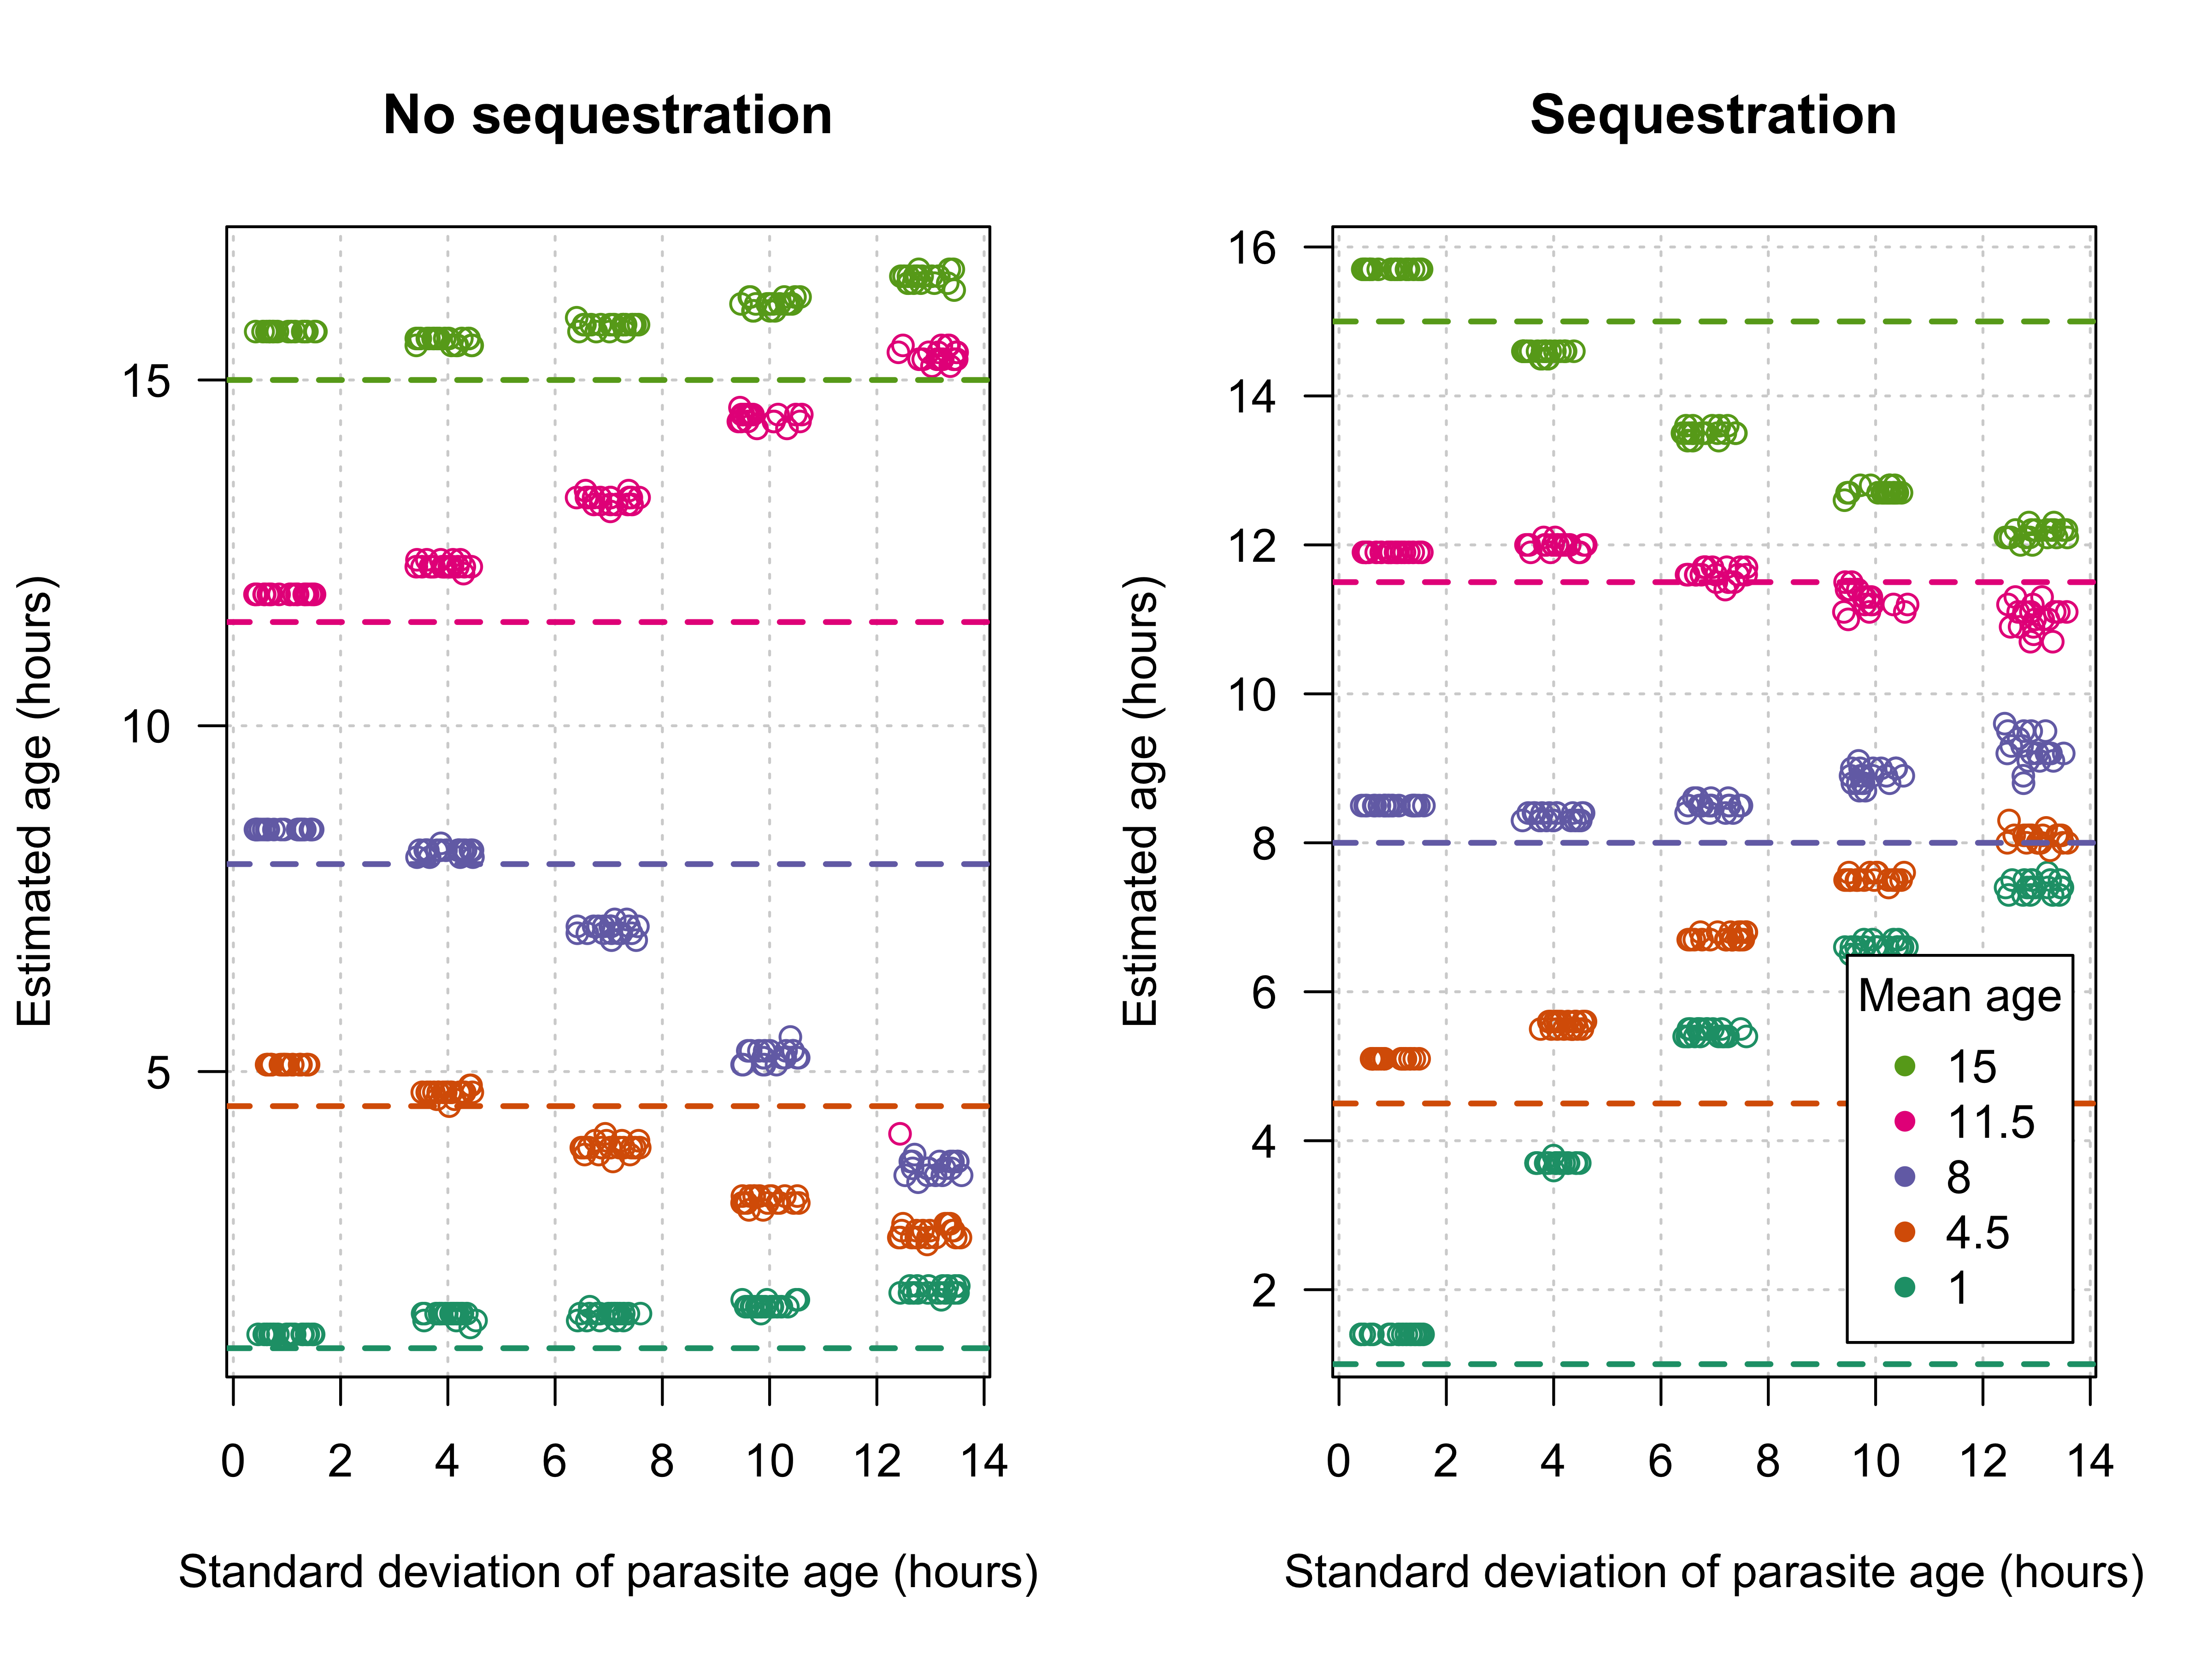 No sequestration
Estimated age (hours)
15
10
5
0 2 4 6 8 10 12 14
Standard deviation of parasite age (hours)
Sequestration
Estimated age (hours)
16
14
12
10
8
6
4
2
0 2 4 6 8 10 12 14
Standard deviation of parasite age (hours)
Mean age
15
11.5
8
4.5
1